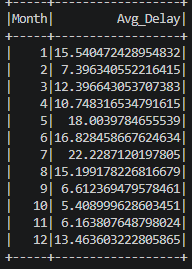 +-----+------------------+
|Month|         Avg_Delay|
+-----+------------------+
|    1|15.540472428954832|
|    2| 7.396340552216415|
|    3|12.396643053707383|
|    4|10.748316534791615|
|    5|  18.0039784655539|
|    6|16.828458667624634|
|    7|  22.2287120197805|
|    8|15.199178226816679|
|    9| 6.612369479578461|
|   10| 5.408999628603451|
|   11| 6.163807648798024|
|   12|13.463603222805865|
+-----+------------------+